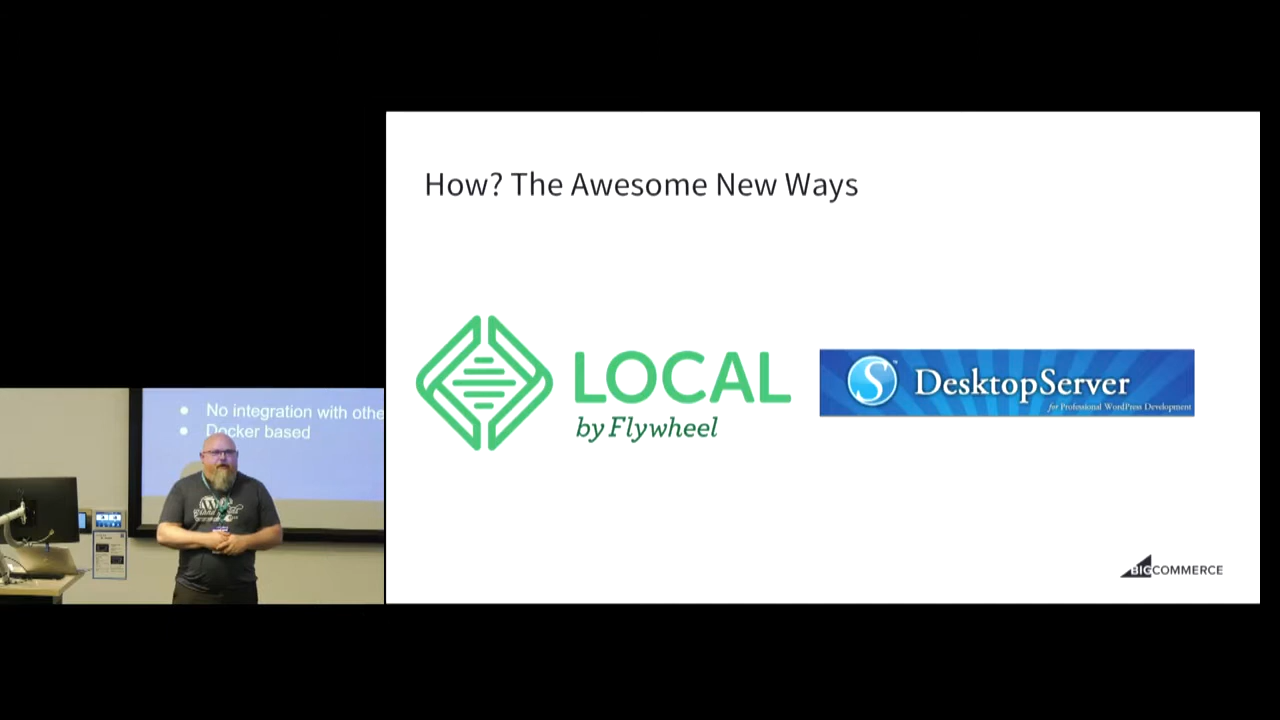 How? The Awesome New Ways
LOCAL
by Flywheel
S
DesktopServer
for Professional WordPress Development
BIGCOMMERCE
● No integration with othe
● Docker based